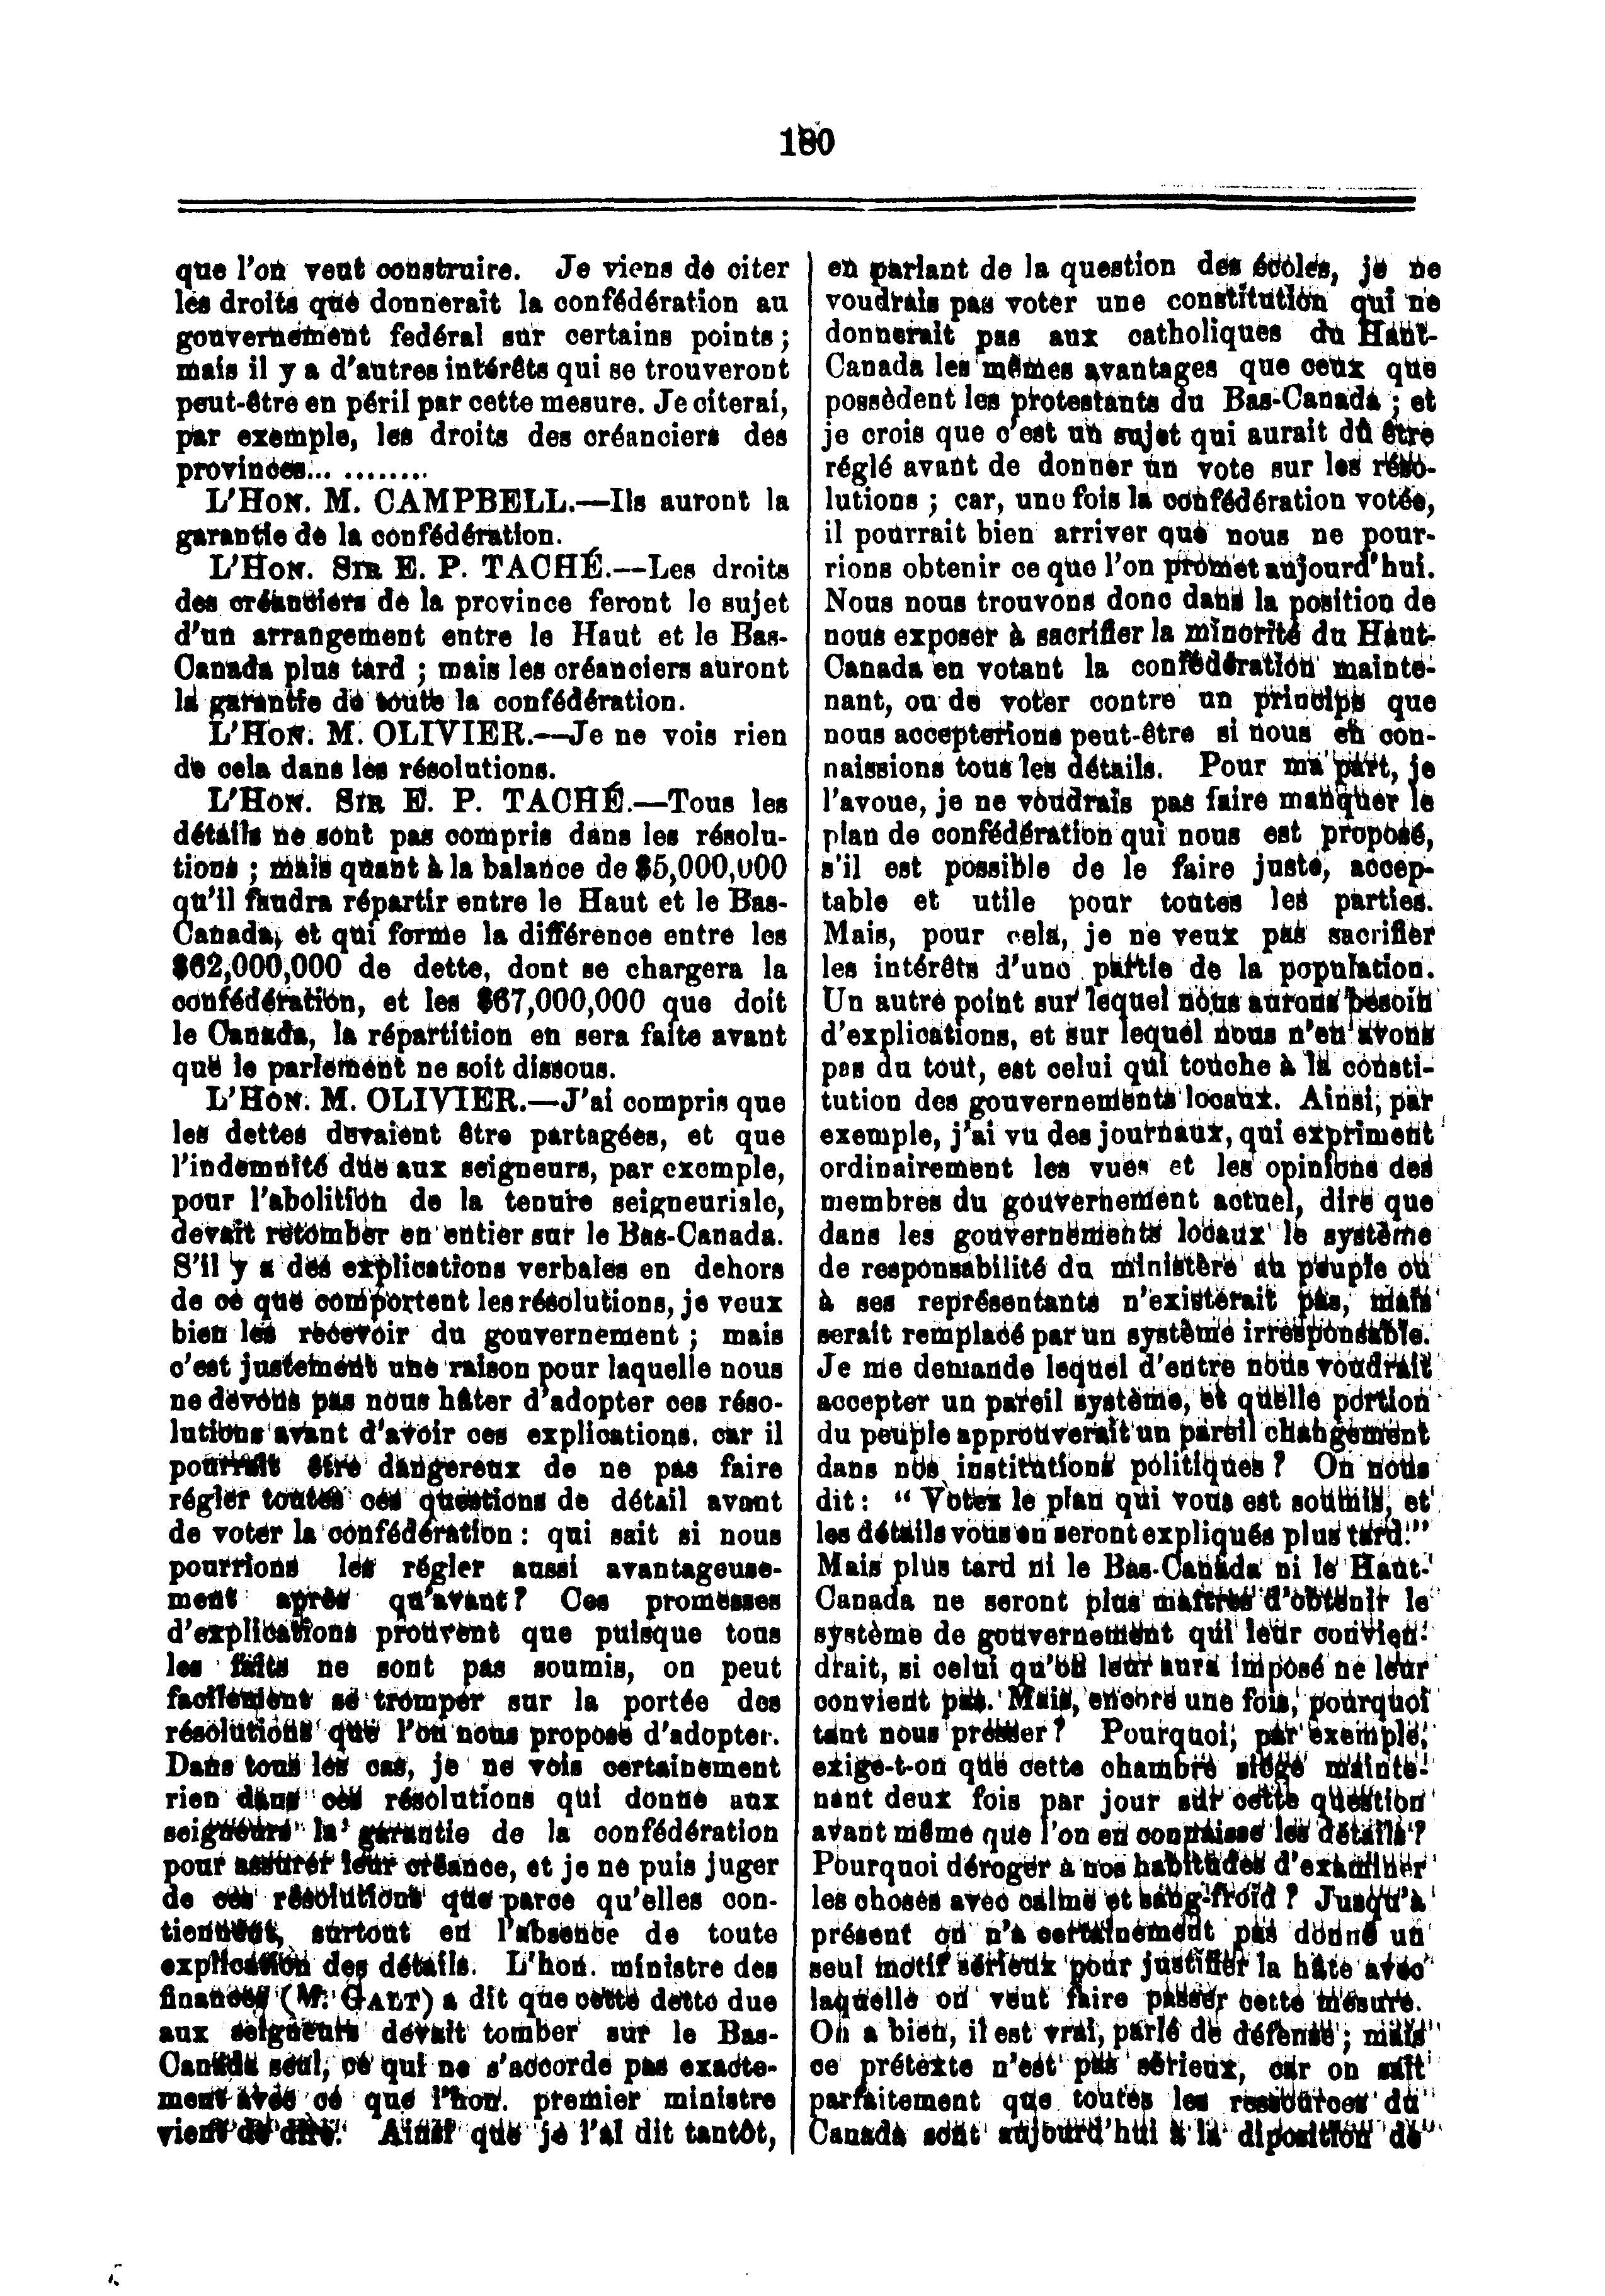 180
que l'on veut construire. Je viens de citer
les droits que donnerait la confédération au
gouvernement fedéral sur certains points ;
mais il y a d'autres intérêts qui se trouveront
peut-être en péril par cette mesure. Je citerai,
par exemple, les droits des créanciers des
provinces... ........
L'HON. M. CAMPBELL.—Ils auront la
garantie de la confédération.
L'HON. SIR E. P. TACHÉ.—Les droits
des créanciers de la province feront le sujet
d'un arrangement entre le Haut et le Bas-
Canada plus tard ; mais les créanciers auront
la garantie de toute la confédération.
L'HON. M. OLIVIER.—Je ne vois rien
de cela dans les résolutions.
L'HON. SIR E. P. TACHÉ.—Tous les
détails ne sont pas compris dans les résolu-
tions ; mais quant à la balance de $5,000,000
qu'il faudra répartir entre le Haut et le Bas-
Canada, et qui forme la différence entre les
$62,000,000 de dette, dont se chargera la
confédération, et les $67,000,000 que doit
le Canada, la répartition en sera faite avant
que le parlement ne soit dissous.
L'HON. M. OLIVIER.—J'ai compris que
les dettes devaient être partagées, et que
l'indemnité due aux seigneurs, par exemple,
pour l'abolition de la tenure seigneuriale,
devait retomber en entier sur le Bas-Canada.
S'il y a des explications verbales en dehors
de ce que comportent les résolutions, je veux
bien les recevoir du gouvernement ; mais
c'est justement une raison pour laquelle nous
ne devons pas nous hâter d'adopter ces réso-
lutions avant d'avoir ces explications, car il
pourrait être dangereux de ne pas faire
régler toutes ces questions de détail avant
de voter la confédération : qui sait si nous
pourrions les régler aussi avantageuse-
ment après qu'avant ? Ces promesses
d'explications prouvent que puisque tous
les faits ne sont pas soumis, on peut
facilement se tromper sur la portée des
résolutions que l'on nous propose d'adopter.
Dans tous les cas, je ne vois certainement
rien dans ces résolutions qui donne aux
seigneurs la garantie de la confédération
pour assurer leur créance, et je ne puis juger
de ces résolutions que parce qu'elles con-
tiennent, surtout en l'absence de toute
explication des détails. L'hon. ministre des
finances (M. GALT) a dit que cette dette due
aux seigneurs devait tomber sur le Bas-
Canada seul, ce qui ne s'accorde pas exacte-
ment avec ce que l'hon. premier ministre
vient de dire. Ainsi que je l'ai dit tantôt,
en parlant de la question des écoles, je ne
voudrais pas voter une constitution qui ne
donnerait pas aux catholiques du Haut-
Canada les mêmes avantages que ceux que
possèdent les protestants du Bas-Canada ; et
je crois que c'est un sujet qui aurait dû être
réglé avant de donner un vote sur les réso-
lutions ; car, une fois la confédération votée,
il pourrait bien arriver que nous ne pour-
rions obtenir ce que l'on promet aujourd'hui.
Nous nous trouvons donc dans la position de
nous exposer à sacrifier la minorité du Haut-
Canada en votant la confédération mainte-
nant, ou de voter contre un principe que
nous accepterions peut-être si nous en con-
naissions tous les détails. Pour ma part, je
l'avoue, je ne voudrais pas faire manquer le
plan de confédération qui nous est proposé,
s'il est possible de le faire juste, accep-
table et utile pour toutes les parties.
Mais, pour cela, je ne veux pas sacrifier
les intérêts d'une partie de la population.
Un autre point sur lequel nous aurons besoin
d'explications, et sur lequel nous n'en avons
pas du tout, est celui qui touche à la consti-
tution des gouvernements locaux. Ainsi, par
exemple, j'ai vu des journaux, qui expriment
ordinairement les vues et les opinions des
membres du gouvernement actuel, dire que
dans les gouvernements locaux le système
de responsabilité du ministère au peuple ou
à ses représentants n'existerait pas, mais
serait remplacé par un système irresponsable.
Je me demande lequel d'entre nous voudrait
accepter un pareil système, et quelle portion
du peuple approuverait un pareil changement
dans nos institutions politiques ? On nous
dit : " Votez le plan qui vous est soumis, et
les détails vous en seront expliqués plus tard."
Mais plus tard ni le Bas-Canada ni le Haut-
Canada ne seront plus maîtres d'obtenir le
système de gouvernement qui leur convien-
drait, si celui qu'on leur aura imposé ne leur
convient pas. Mais, encore une fois, pourquoi
tant nous presser ? Pourquoi, par exemple,
exige-t-on que cette chambre siége mainte-
nant deux fois par jour sur cette question
avant même que l'on en connaisse les détails ?
Pourquoi déroger à nos habitudes d'examiner
les choses avec calme et sang-froid ? Jusqu'à
présent on n'a certainement pas donné un
seul motif sérieux pour justifier la hâte avec
laquelle on veut faire passer cette mesure.
On a bien, il est vrai, parlé de défense ; mais
ce prétexte n'est pas sérieux, car on sait
parfaitement que toutes les ressources du
Canada sont aujourd'hui à la diposition de